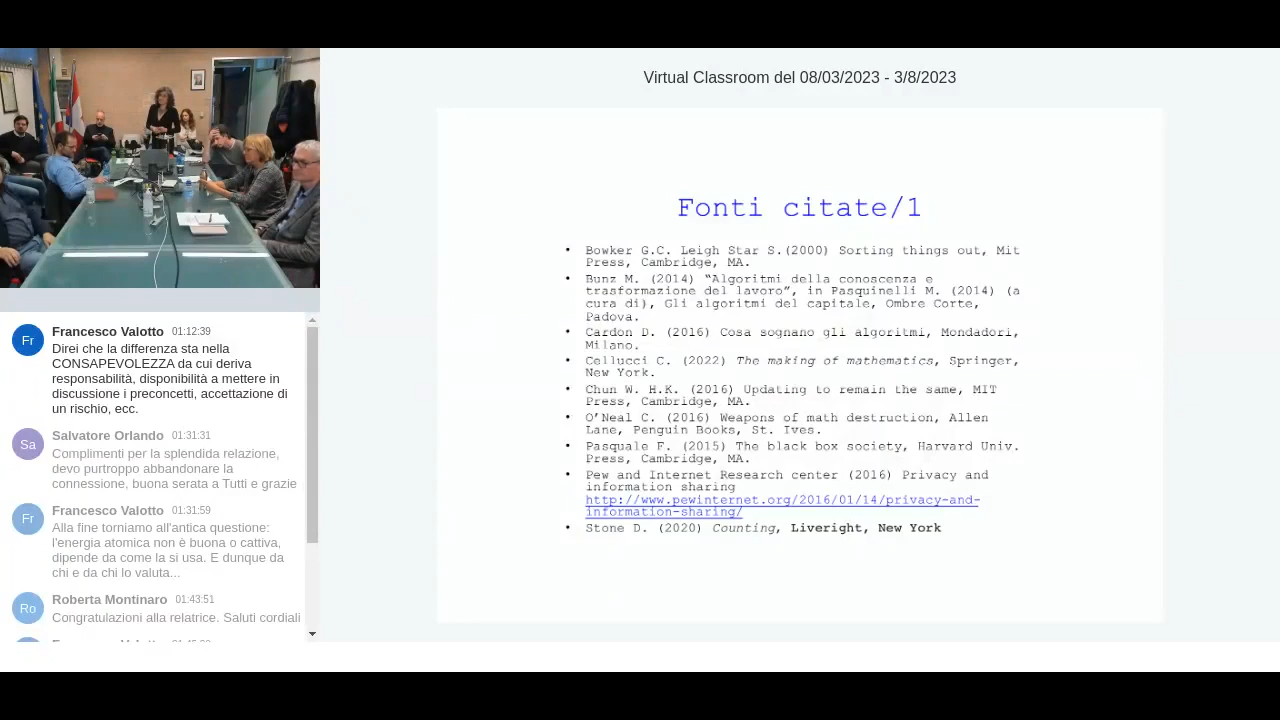 Virtual Classroom del 08/03/2023 - 3/8/2023
Fonti citate/1
• Bowker G.C. Leigh Star S.(2000) Sorting things out, Mit
Press, Cambridge, MA.
• Bunz M. (2014) “Algoritmi della conoscenza e
trasformazione del lavoro”, in Pasquinelli M. (2014) (a
cura di), Gli algoritmi del capitale, Ombre Corte,
Padova.
• Cardon D. (2016) Cosa sognano gli algoritmi, Mondadori,
Milano.
• Cellucci C. (2022) The making of mathematics, Springer,
New York.
• Chun W. H.K. (2016) Updating to remain the same, MIT
Press, Cambridge, MA.
• O’Neal C. (2016) Weapons of math destruction, Allen
Lane, Penguin Books, St. Ives.
• Pasquale F. (2015) The black box society, Harvard Univ.
Press, Cambridge, MA.
• Pew and Internet Research center (2016) Privacy and
information sharing
http://www.pewinternet.org/2016/01/14/privacy-and-
information-sharing/
• Stone D. (2020) Counting, Liveright, New York
Fr
Francesco Valotto 01:12:39
Direi che la differenza sta nella
CONSAPEVOLEZZA da cui deriva
responsabilità, disponibilità a mettere in
discussione i preconcetti, accettazione di
un rischio, ecc.
Sa
Salvatore Orlando 01:31:31
Complimenti per la splendida relazione,
devo purtroppo abbandonare la
connessione, buona serata a Tutti e grazie
Fr
Francesco Valotto 01:31:59
Alla fine torniamo all'antica questione:
l'energia atomica non è buona o cattiva,
dipende da come la si usa. E dunque da
chi e da chi lo valuta...
Ro
Roberta Montinaro 01:43:51
Congratulazioni alla relatrice. Saluti cordiali